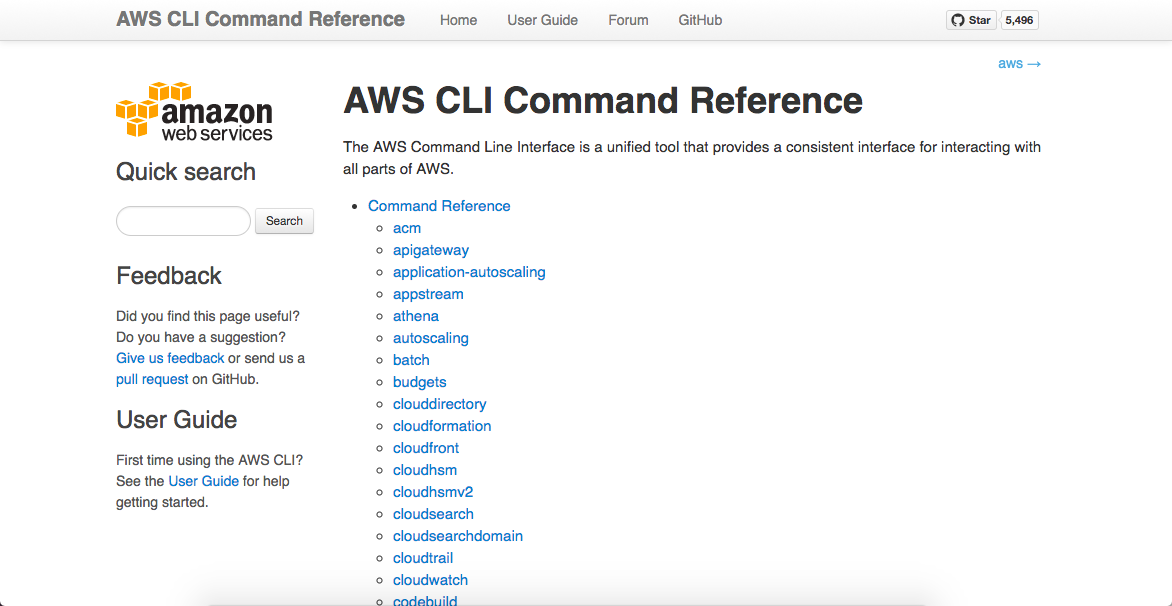 AWS CLI Command Reference
Home
User Guide
Forum
GitHub
Star
5,496
aws →
amazon
web services
Quick search
Search
Feedback
Did you find this page useful?
Do you have a suggestion?
Give us feedback or send us a
pull request on GitHub.
User Guide
First time using the AWS CLI?
See the User Guide for help
getting started.
AWS CLI Command Reference
The AWS Command Line Interface is a unified tool that provides a consistent interface for interacting with
all parts of AWS.
Command Reference
acm
apigateway
application-autoscaling
appstream
athena
autoscaling
batch
budgets
clouddirectory
cloudformation
cloudfront
cloudhsm
cloudhsmv2
cloudsearch
cloudsearchdomain
cloudtrail
cloudwatch
codebuild